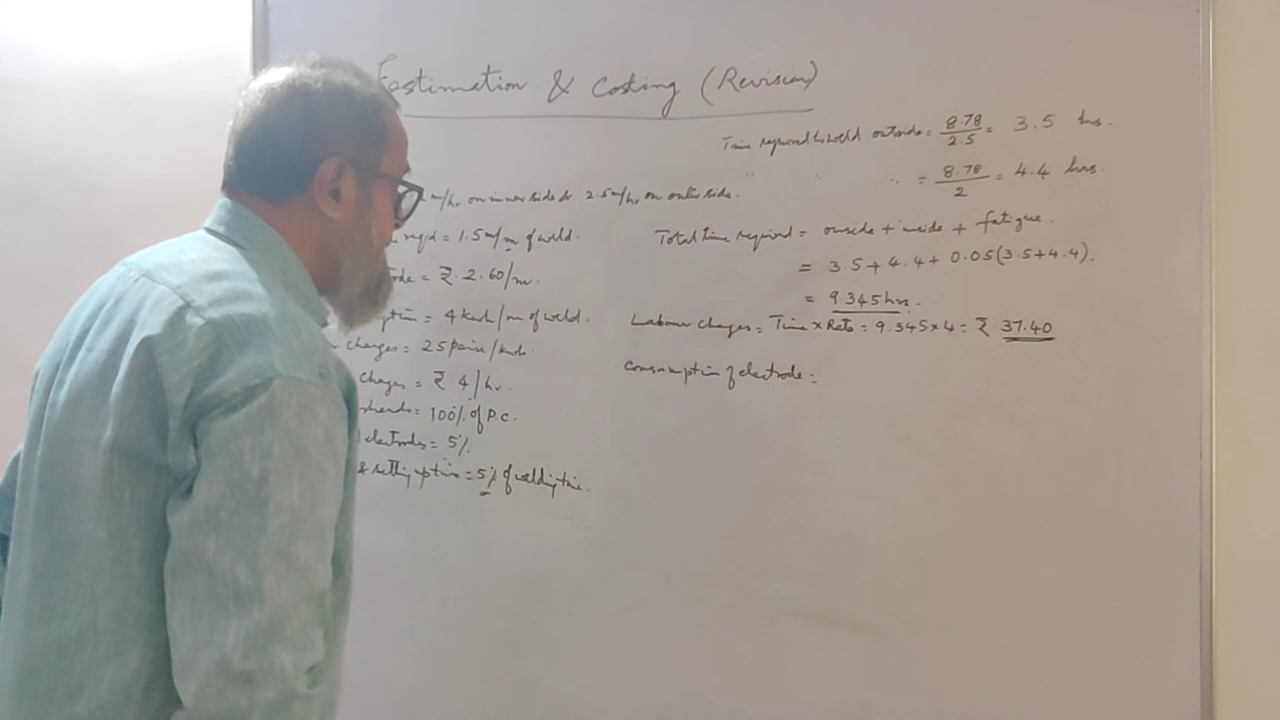 Estimation & Costing (Revision)
m/hr on inner side & 2.5m/hr on outer side.
reqd = 1.5 m/m of weld.
ode = ₹. 2.60/m.
ption = 4 kwh/m of weld.
charges = 25 paise/kwh.
charges = ₹ 4/hr.
rheads = 100% of P.C.
electrodes = 5%.
& setting up time = 5% of welding time.
Time required to weld outside = 8.78/2.5 = 3.5 hrs.
" " " = 8.78/2 = 4.4 hrs.
Total time required = outside + inside + fatigue.
= 3.5 + 4.4 + 0.05(3.5+4.4).
= 9.345 hrs.
Labour charges = Time × Rate = 9.345×4 = ₹. 37.40
Consumption of electrode =